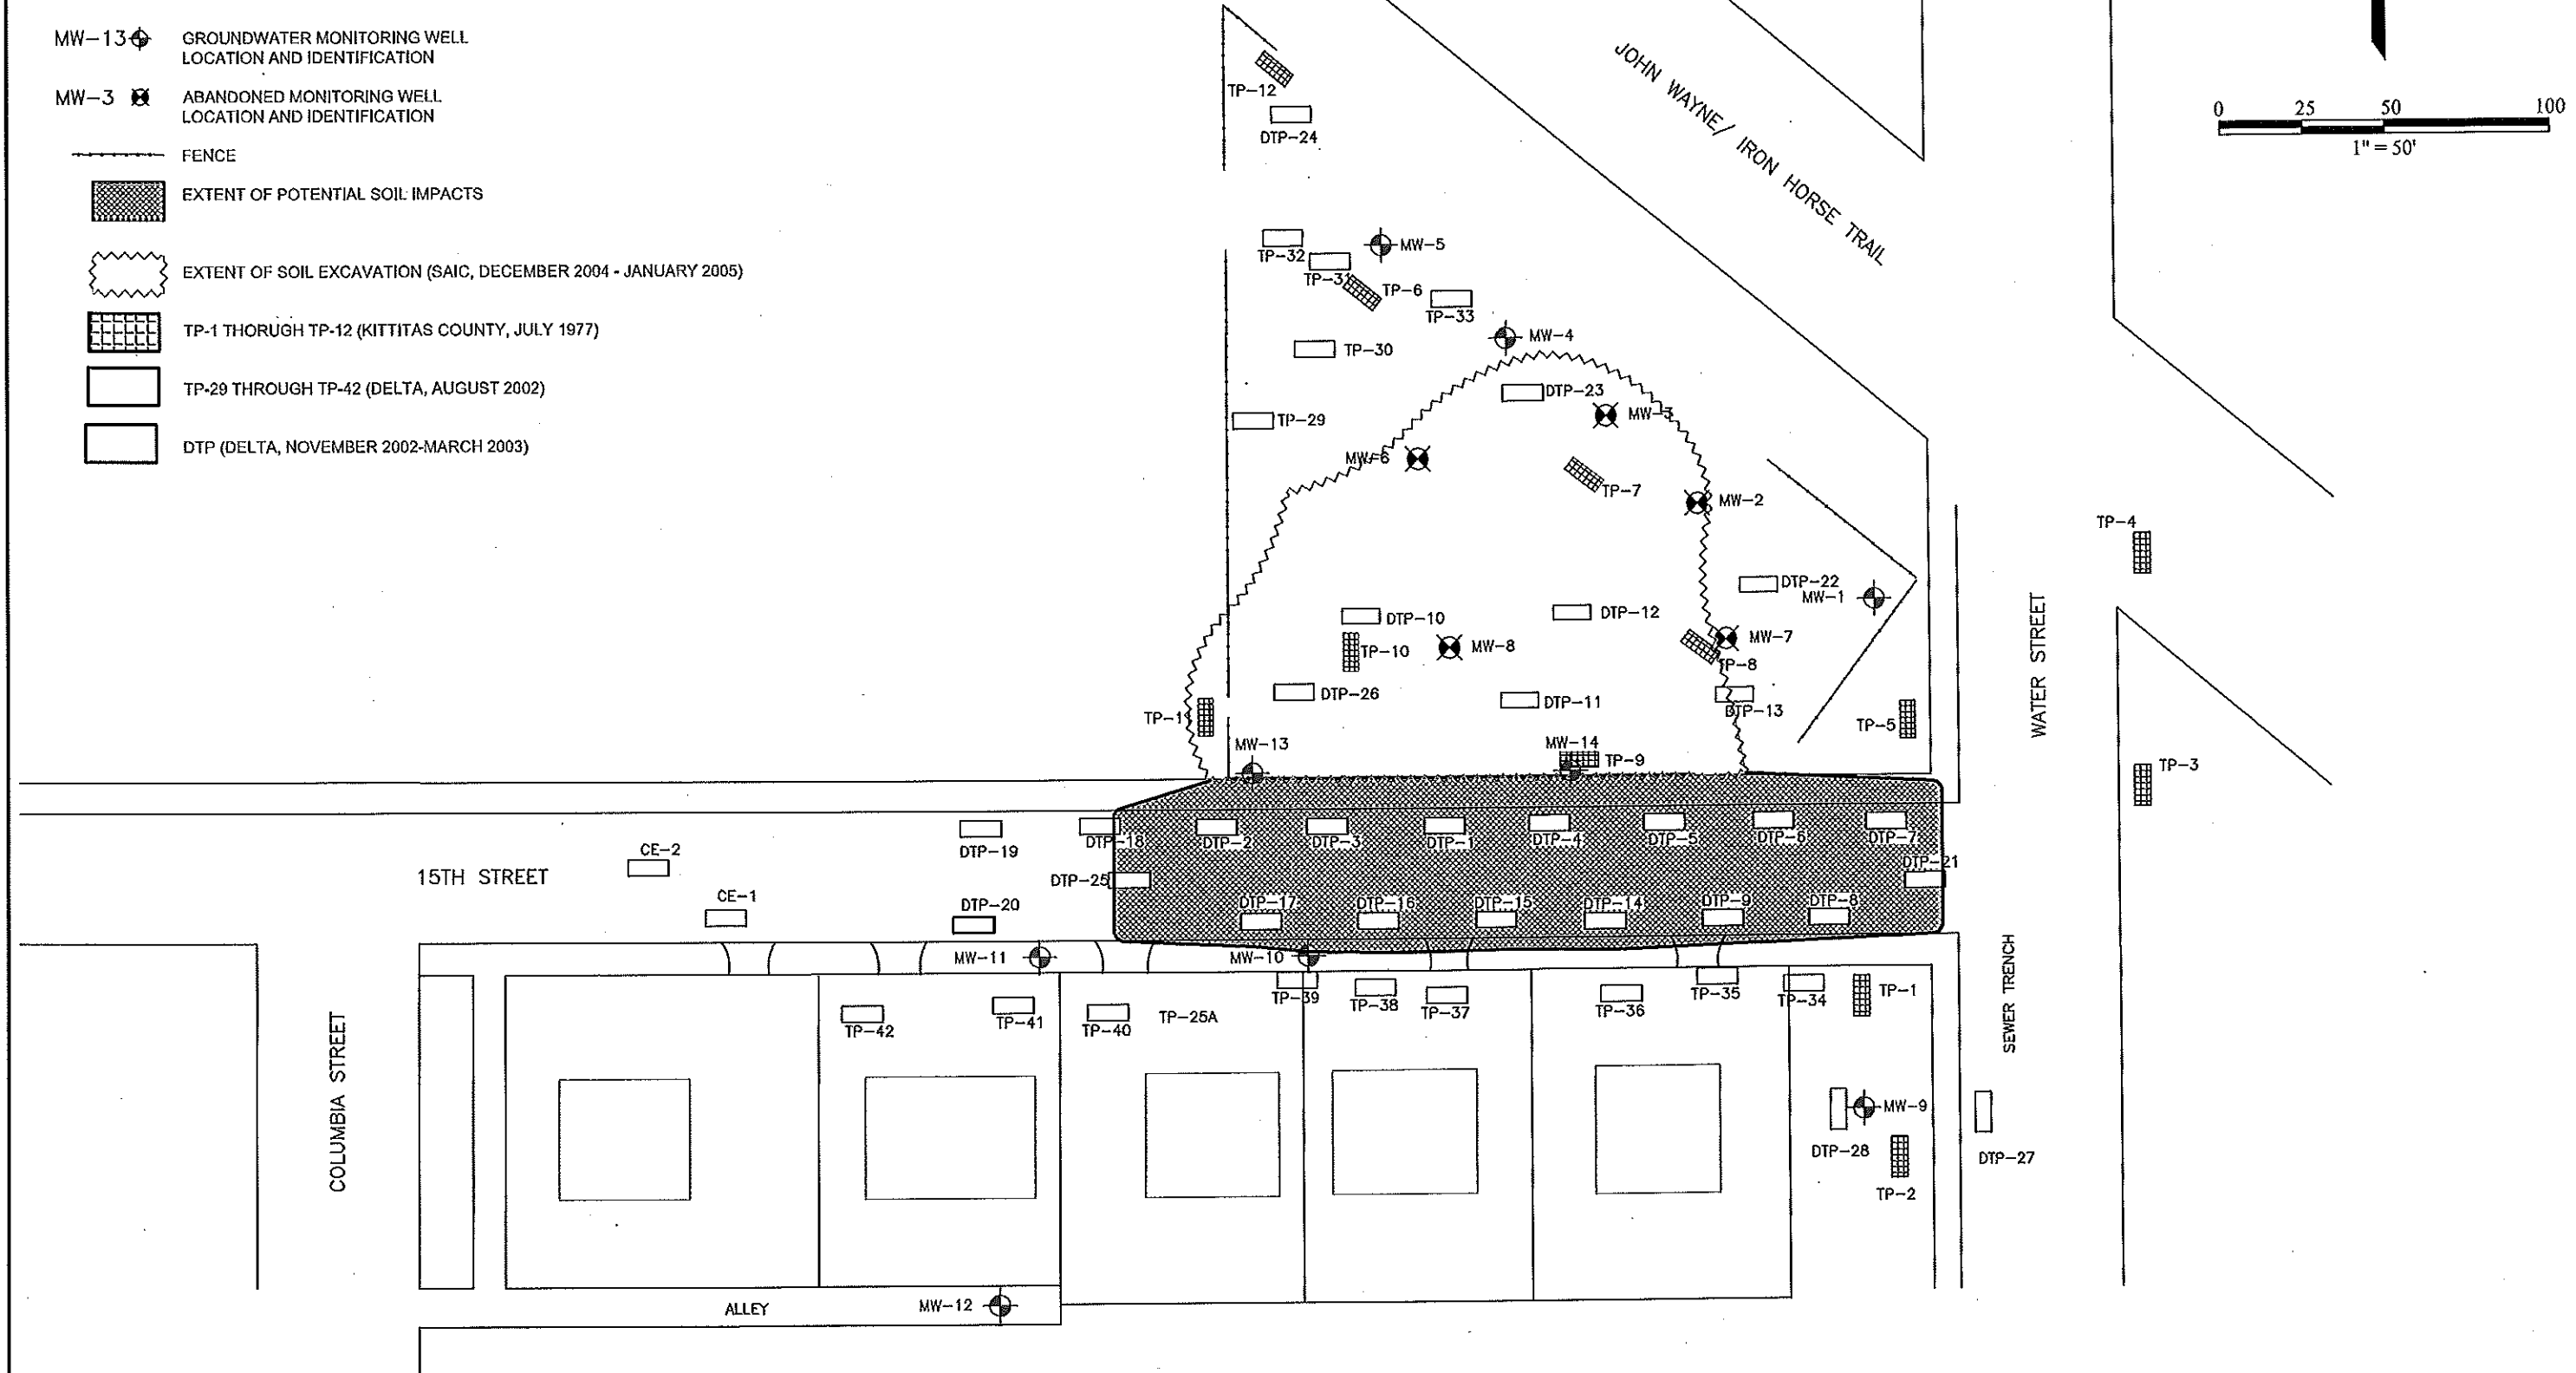 MW-13
GROUNDWATER MONITORING WELL
LOCATION AND IDENTIFICATION
MW-3
ABANDONED MONITORING WELL
LOCATION AND IDENTIFICATION
FENCE
EXTENT OF POTENTIAL SOIL IMPACTS
EXTENT OF SOIL EXCAVATION (SAIC, DECEMBER 2004 - JANUARY 2005)
TP-1 THORUGH TP-12 (KITTITAS COUNTY, JULY 1977)
TP-29 THROUGH TP-42 (DELTA, AUGUST 2002)
DTP (DELTA, NOVEMBER 2002-MARCH 2003)
0 25 50 100
1" = 50'
JOHN WAYNE/ IRON HORSE TRAIL
TP-12
DTP-24
TP-32
MW-5
TP-31
TP-6
TP-33
MW-4
TP-30
DTP-23
MW-3
TP-29
MW-6
TP-7
MW-2
TP-4
DTP-22
MW-1
DTP-10
DTP-12
MW-7
TP-10
MW-8
TP-8
WATER STREET
DTP-26
DTP-11
DTP-13
TP-11
TP-5
MW-13
MW-14
TP-9
TP-3
DTP-19
DTP-18
DTP-2
DTP-3
DTP-1
DTP-4
DTP-5
DTP-6
DTP-7
CE-2
15TH STREET
DTP-25
DTP-21
CE-1
DTP-20
DTP-17
DTP-16
DTP-15
DTP-14
DTP-9
DTP-8
MW-11
MW-10
SEWER TRENCH
TP-42
TP-41
TP-40
TP-25A
TP-39
TP-38
TP-37
TP-36
TP-35
TP-34
TP-1
COLUMBIA STREET
MW-9
DTP-28
DTP-27
TP-2
ALLEY
MW-12